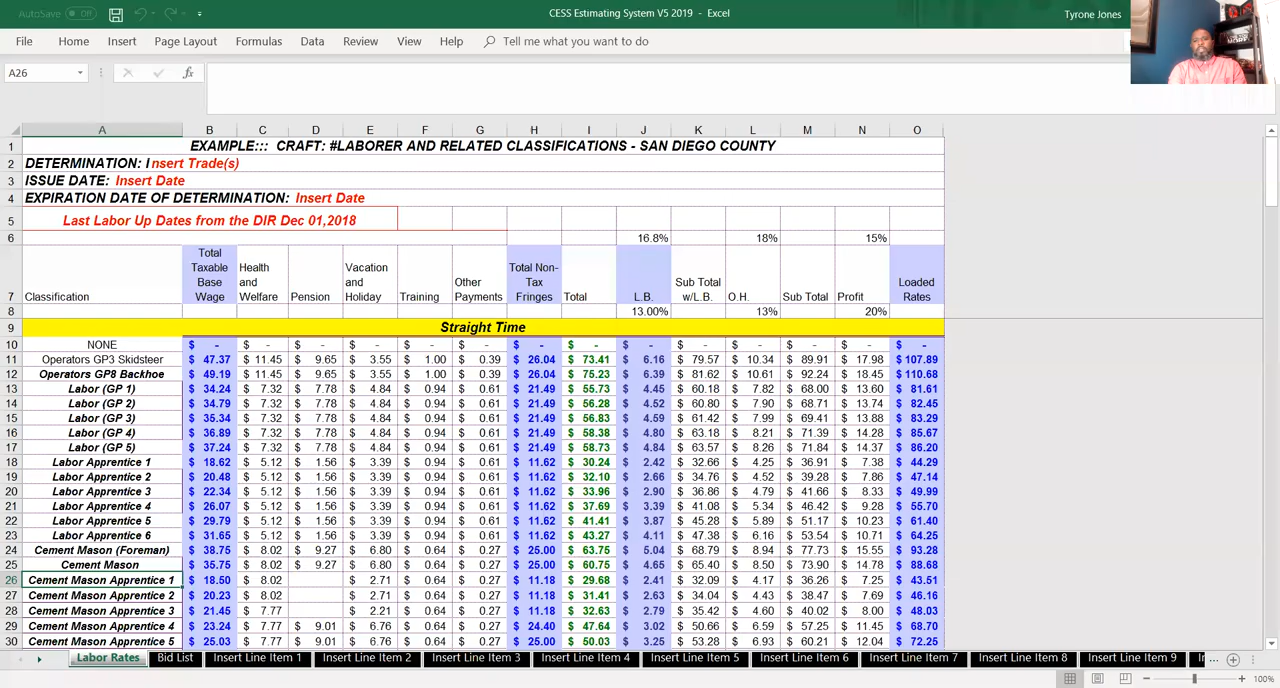 AutoSave Off CESS Estimating System V5 2019 - Excel Tyrone Jones
File Home Insert Page Layout Formulas Data Review View Help Tell me what you want to do
A26 fx
A B C D E F G H I J K L M N O
1 EXAMPLE::: CRAFT: #LABORER AND RELATED CLASSIFICATIONS - SAN DIEGO COUNTY
2 DETERMINATION: I nsert Trade(s)
3 ISSUE DATE: Insert Date
4 EXPIRATION DATE OF DETERMINATION: Insert Date
5 Last Labor Up Dates from the DIR Dec 01,2018
6 16.8% 18% 15%
7 Classification Total Taxable Base Wage Health and Welfare Pension Vacation and Holiday Training Other Payments Total Non-Tax Fringes Total L.B. Sub Total w/L.B. O.H. Sub Total Profit Loaded Rates
8 13.00% 13% 20%
9 Straight Time
10 NONE $ - $ - $ - $ - $ - $ - $ - $ - $ - $ - $ - $ - $ - $ -
11 Operators GP3 Skidsteer $ 47.37 $ 11.45 $ 9.65 $ 3.55 $ 1.00 $ 0.39 $ 26.04 $ 73.41 $ 6.16 $ 79.57 $ 10.34 $ 89.91 $ 17.98 $ 107.89
12 Operators GP8 Backhoe $ 49.19 $ 11.45 $ 9.65 $ 3.55 $ 1.00 $ 0.39 $ 26.04 $ 75.23 $ 6.39 $ 81.62 $ 10.61 $ 92.24 $ 18.45 $ 110.68
13 Labor (GP 1) $ 34.24 $ 7.32 $ 7.78 $ 4.84 $ 0.94 $ 0.61 $ 21.49 $ 55.73 $ 4.45 $ 60.18 $ 7.82 $ 68.00 $ 13.60 $ 81.61
14 Labor (GP 2) $ 34.79 $ 7.32 $ 7.78 $ 4.84 $ 0.94 $ 0.61 $ 21.49 $ 56.28 $ 4.52 $ 60.80 $ 7.90 $ 68.71 $ 13.74 $ 82.45
15 Labor (GP 3) $ 35.34 $ 7.32 $ 7.78 $ 4.84 $ 0.94 $ 0.61 $ 21.49 $ 56.83 $ 4.59 $ 61.42 $ 7.99 $ 69.41 $ 13.88 $ 83.29
16 Labor (GP 4) $ 36.89 $ 7.32 $ 7.78 $ 4.84 $ 0.94 $ 0.61 $ 21.49 $ 58.38 $ 4.80 $ 63.18 $ 8.21 $ 71.39 $ 14.28 $ 85.67
17 Labor (GP 5) $ 37.24 $ 7.32 $ 7.78 $ 4.84 $ 0.94 $ 0.61 $ 21.49 $ 58.73 $ 4.84 $ 63.57 $ 8.26 $ 71.84 $ 14.37 $ 86.20
18 Labor Apprentice 1 $ 18.62 $ 5.12 $ 1.56 $ 3.39 $ 0.94 $ 0.61 $ 11.62 $ 30.24 $ 2.42 $ 32.66 $ 4.25 $ 36.91 $ 7.38 $ 44.29
19 Labor Apprentice 2 $ 20.48 $ 5.12 $ 1.56 $ 3.39 $ 0.94 $ 0.61 $ 11.62 $ 32.10 $ 2.66 $ 34.76 $ 4.52 $ 39.28 $ 7.86 $ 47.14
20 Labor Apprentice 3 $ 22.34 $ 5.12 $ 1.56 $ 3.39 $ 0.94 $ 0.61 $ 11.62 $ 33.96 $ 2.90 $ 36.86 $ 4.79 $ 41.66 $ 8.33 $ 49.99
21 Labor Apprentice 4 $ 26.07 $ 5.12 $ 1.56 $ 3.39 $ 0.94 $ 0.61 $ 11.62 $ 37.69 $ 3.39 $ 41.08 $ 5.34 $ 46.42 $ 9.28 $ 55.70
22 Labor Apprentice 5 $ 29.79 $ 5.12 $ 1.56 $ 3.39 $ 0.94 $ 0.61 $ 11.62 $ 41.41 $ 3.87 $ 45.28 $ 5.89 $ 51.17 $ 10.23 $ 61.40
23 Labor Apprentice 6 $ 31.65 $ 5.12 $ 1.56 $ 3.39 $ 0.94 $ 0.61 $ 11.62 $ 43.27 $ 4.11 $ 47.38 $ 6.16 $ 53.54 $ 10.71 $ 64.25
24 Cement Mason (Foreman) $ 38.75 $ 8.02 $ 9.27 $ 6.80 $ 0.64 $ 0.27 $ 25.00 $ 63.75 $ 5.04 $ 68.79 $ 8.94 $ 77.73 $ 15.55 $ 93.28
25 Cement Mason $ 35.75 $ 8.02 $ 9.27 $ 6.80 $ 0.64 $ 0.27 $ 25.00 $ 60.75 $ 4.65 $ 65.40 $ 8.50 $ 73.90 $ 14.78 $ 88.68
26 Cement Mason Apprentice 1 $ 18.50 $ 8.02 $ 2.71 $ 0.64 $ 0.27 $ 11.18 $ 29.68 $ 2.41 $ 32.09 $ 4.17 $ 36.26 $ 7.25 $ 43.51
27 Cement Mason Apprentice 2 $ 20.23 $ 8.02 $ 2.71 $ 0.64 $ 0.27 $ 11.18 $ 31.41 $ 2.63 $ 34.04 $ 4.43 $ 38.47 $ 7.69 $ 46.16
28 Cement Mason Apprentice 3 $ 21.45 $ 7.77 $ 2.21 $ 0.64 $ 0.27 $ 11.18 $ 32.63 $ 2.79 $ 35.42 $ 4.60 $ 40.02 $ 8.00 $ 48.03
29 Cement Mason Apprentice 4 $ 23.24 $ 7.77 $ 9.01 $ 6.76 $ 0.64 $ 0.27 $ 24.40 $ 47.64 $ 3.02 $ 50.66 $ 6.59 $ 57.25 $ 11.45 $ 68.70
30 Cement Mason Apprentice 5 $ 25.03 $ 7.77 $ 9.01 $ 6.76 $ 0.64 $ 0.27 $ 25.00 $ 50.03 $ 3.25 $ 53.28 $ 6.93 $ 60.21 $ 12.04 $ 72.25
Labor Rates Bid List Insert Line Item 1 Insert Line Item 2 Insert Line Item 3 Insert Line Item 4 Insert Line Item 5 Insert Line Item 6 Insert Line Item 7 Insert Line Item 8 Insert Line Item 9 ...
100%